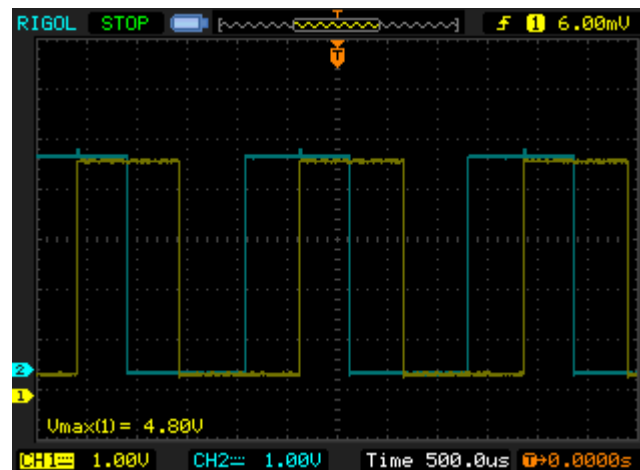 RIGOL STOP T 1 6.00mV
T
2
1
Vmax(1)= 4.80V
CH1 1.00V CH2 1.00V Time 500.0us T→0.0000s